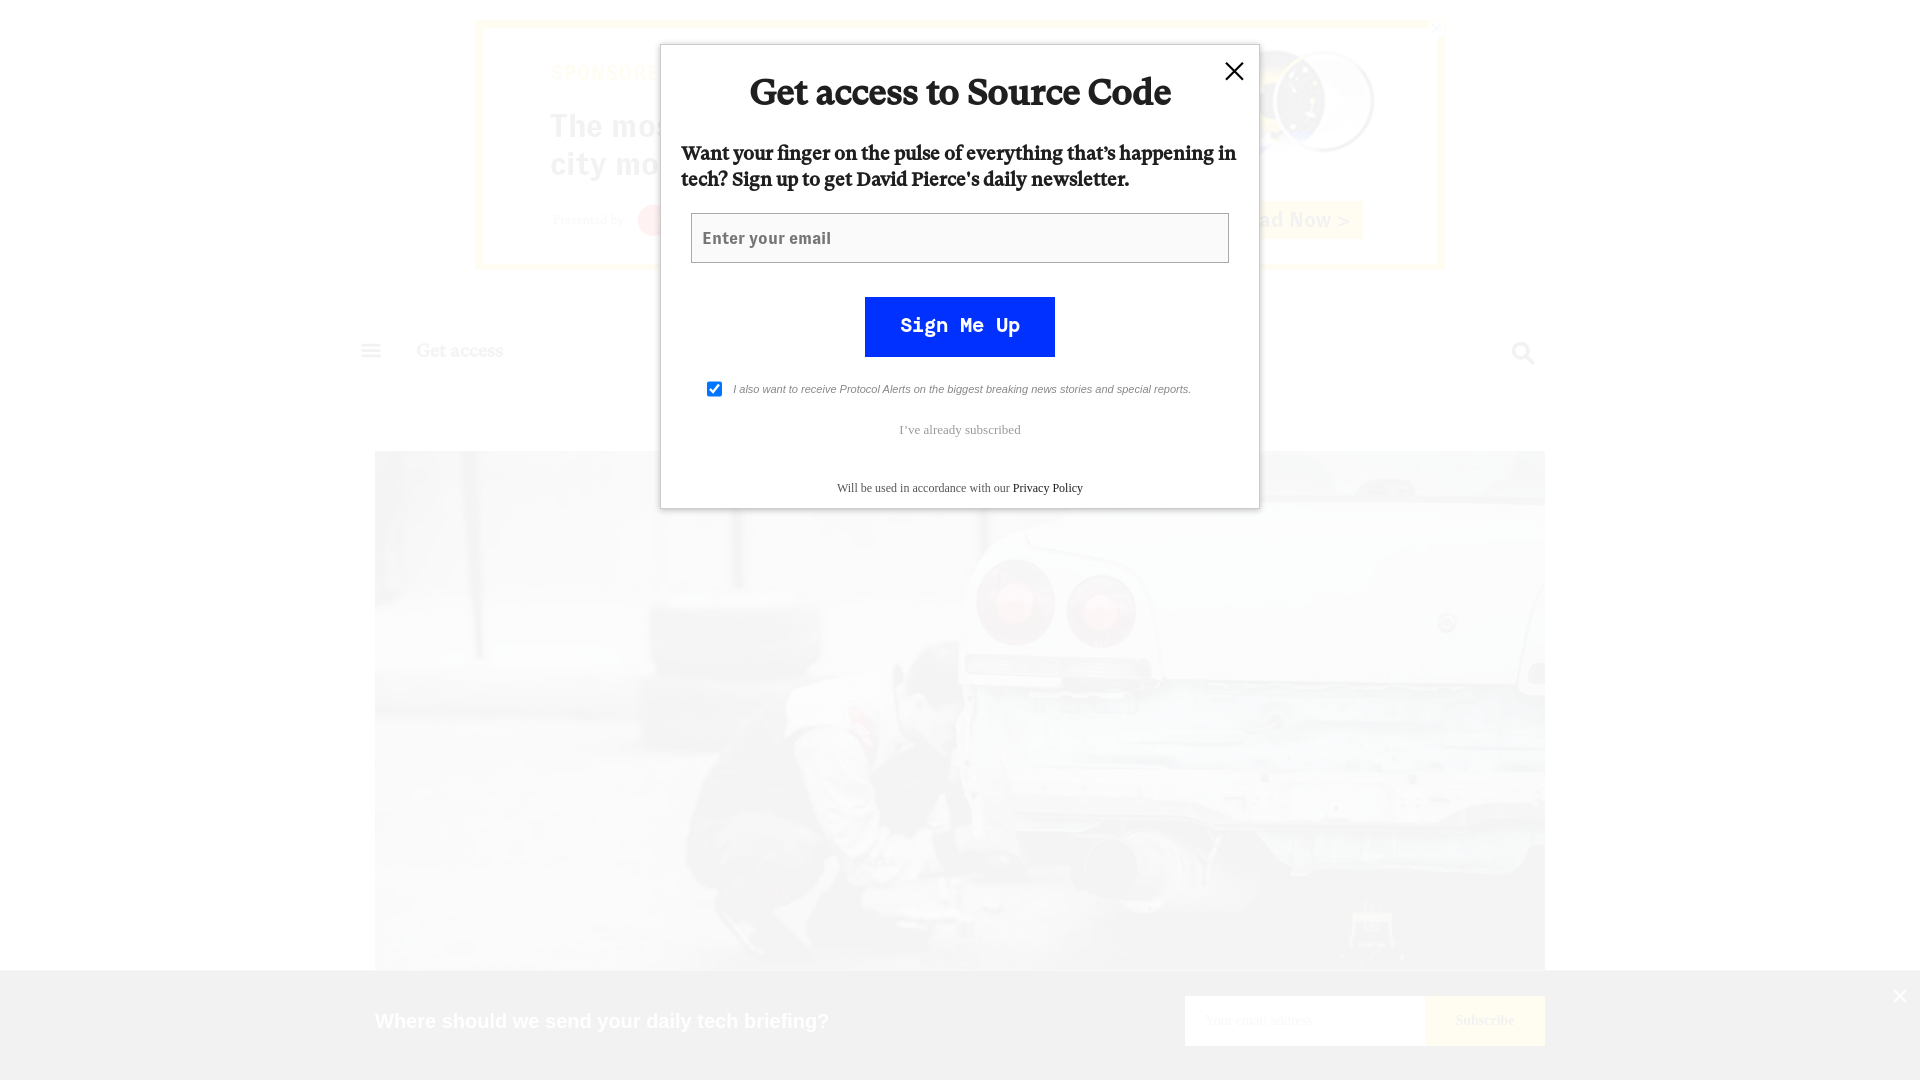 SPONSORE
Get access to Source Code
The mos
city mo
Want your finger on the pulse of everything that’s happening in
tech? Sign up to get David Pierce's daily newsletter.
Presented by
ad Now >
Enter your email
Sign Me Up
Get access
I also want to receive Protocol Alerts on the biggest breaking news stories and special reports.
I’ve already subscribed
Will be used in accordance with our Privacy Policy
Where should we send your daily tech briefing?
Your email address
Subscribe